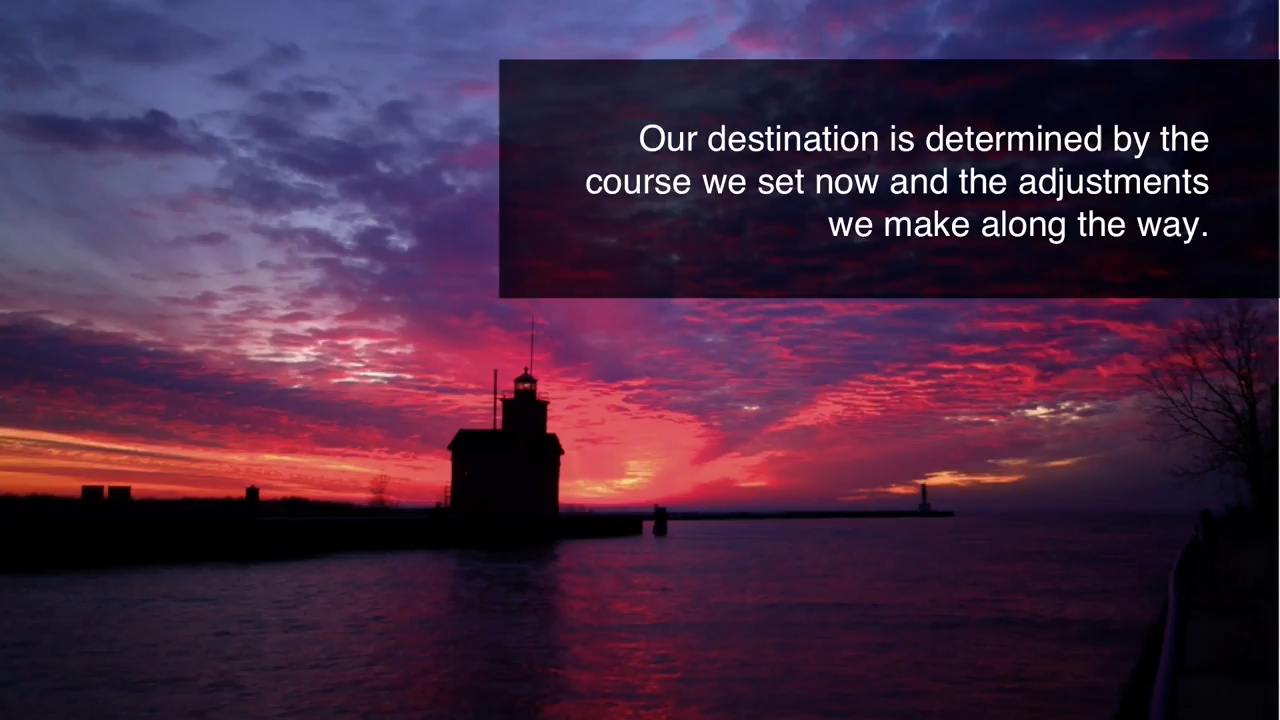 Our destination is determined by the
course we set now and the adjustments
we make along the way.